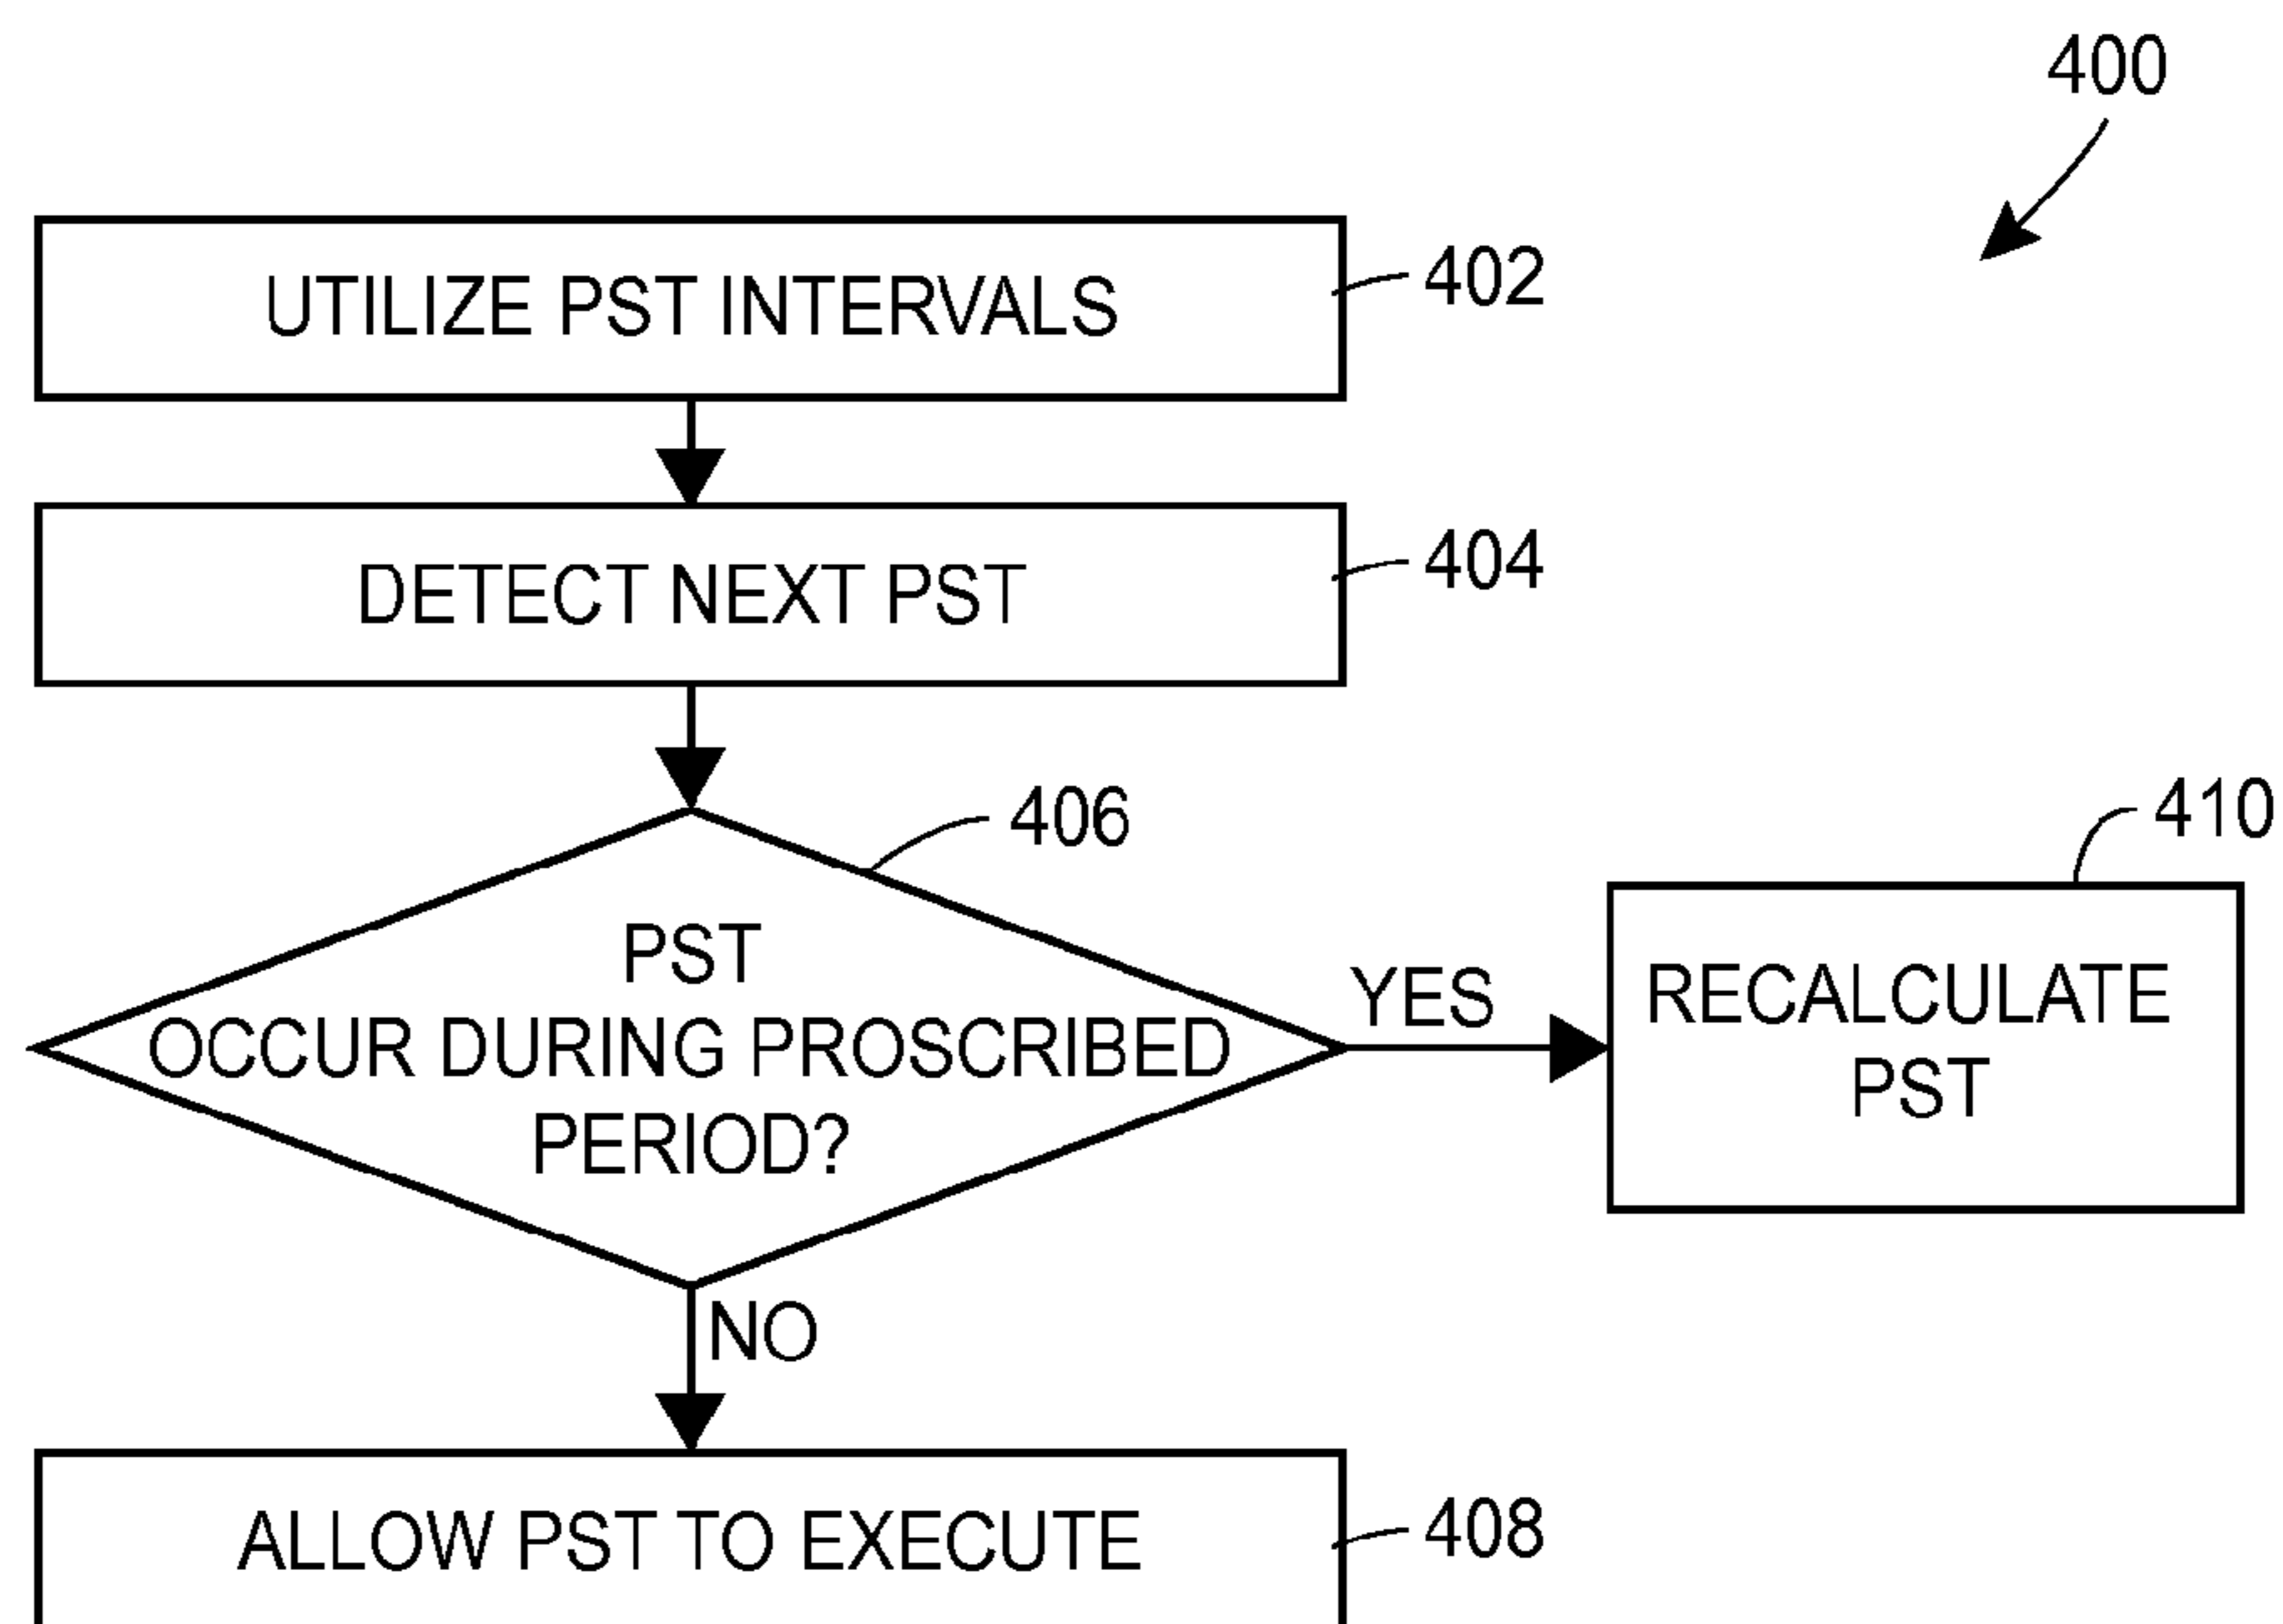 400
UTILIZE PST INTERVALS
402
DETECT NEXT PST
404
406
PST
OCCUR DURING PROSCRIBED
PERIOD?
YES
410
RECALCULATE
PST
NO
ALLOW PST TO EXECUTE
408